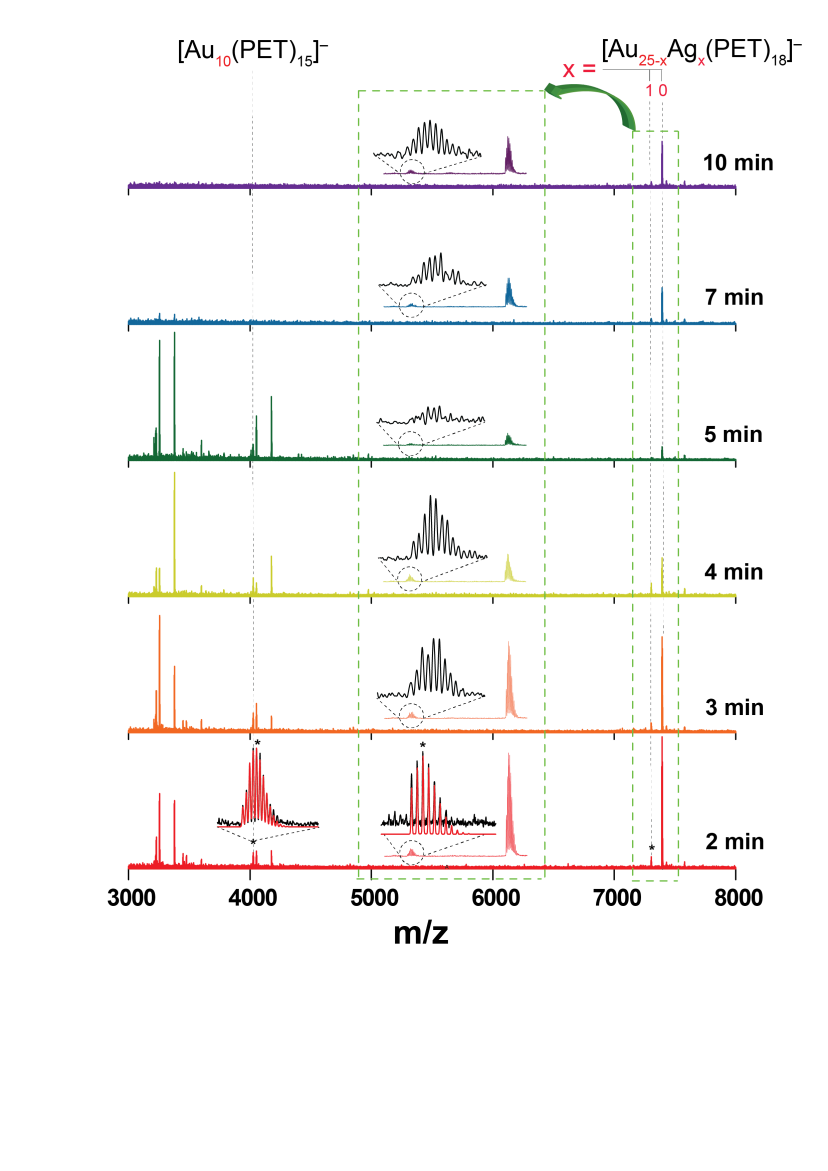 [Au10(PET)15]–
[Au25-xAgx(PET)18]–
x =
1 0
10 min
7 min
5 min
4 min
3 min
*
*
*
*
2 min
3000 4000 5000 6000 7000 8000
m/z